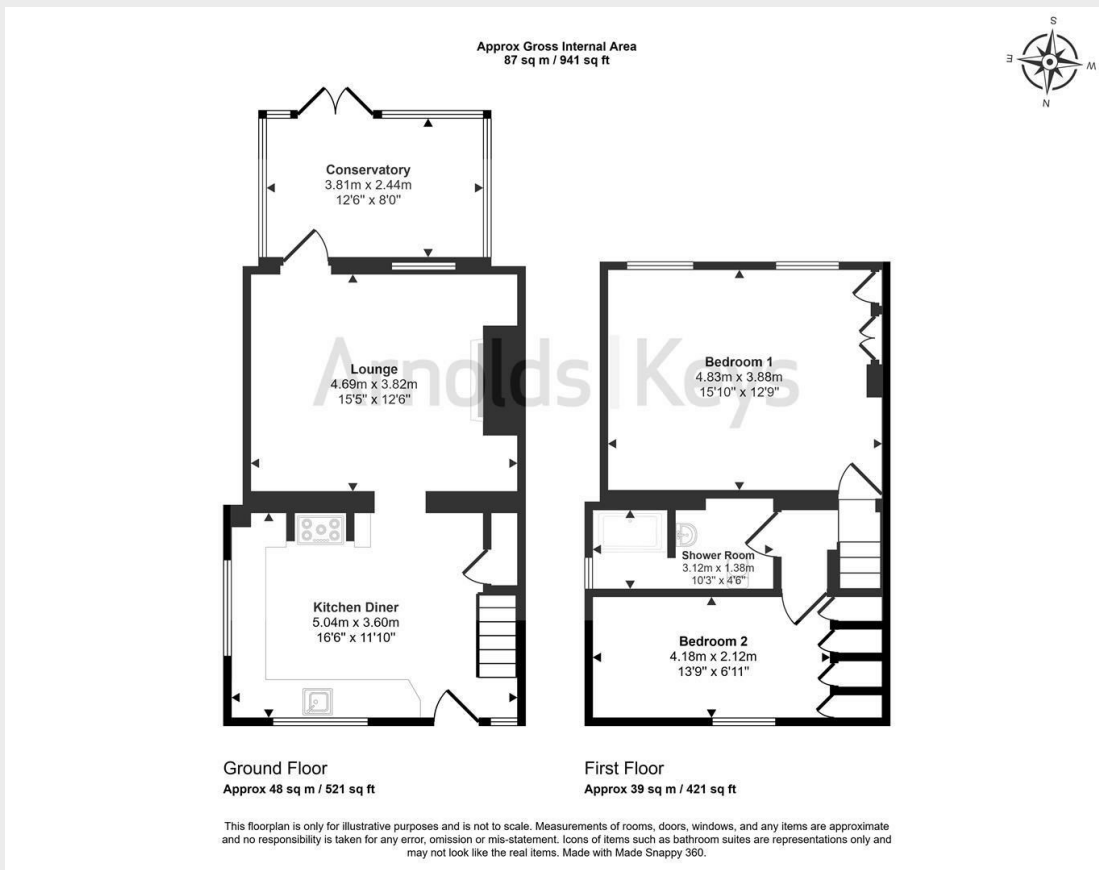 Approx Gross Internal Area
87 sq m / 941 sq ft
S
E
W
N
Conservatory
3.81m x 2.44m
12'6" x 8'0"
Arnolds | Keys
Lounge
4.69m x 3.82m
15'5" x 12'6"
Bedroom 1
4.83m x 3.88m
15'10" x 12'9"
Shower Room
3.12m x 1.38m
10'3" x 4'6"
Kitchen Diner
5.04m x 3.60m
16'6" x 11'10"
Bedroom 2
4.18m x 2.12m
13'9" x 6'11"
Ground Floor
Approx 48 sq m / 521 sq ft
First Floor
Approx 39 sq m / 421 sq ft
This floorplan is only for illustrative purposes and is not to scale. Measurements of rooms, doors, windows, and any items are approximate
and no responsibility is taken for any error, omission or mis-statement. Icons of items such as bathroom suites are representations only and
may not look like the real items. Made with Made Snappy 360.